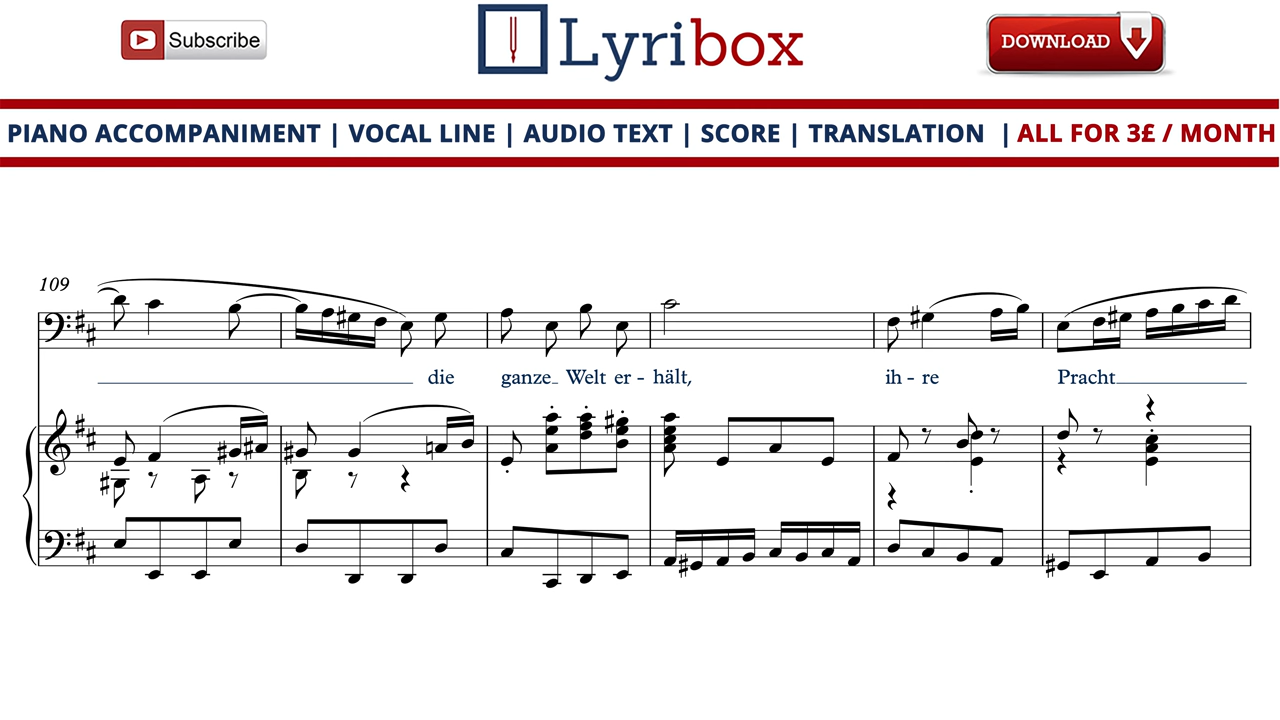 Subscribe
Lyribox
DOWNLOAD
PIANO ACCOMPANIMENT | VOCAL LINE | AUDIO TEXT | SCORE | TRANSLATION | ALL FOR 3£ / MONTH
109
die ganze Welt er - hält, ih - re Pracht